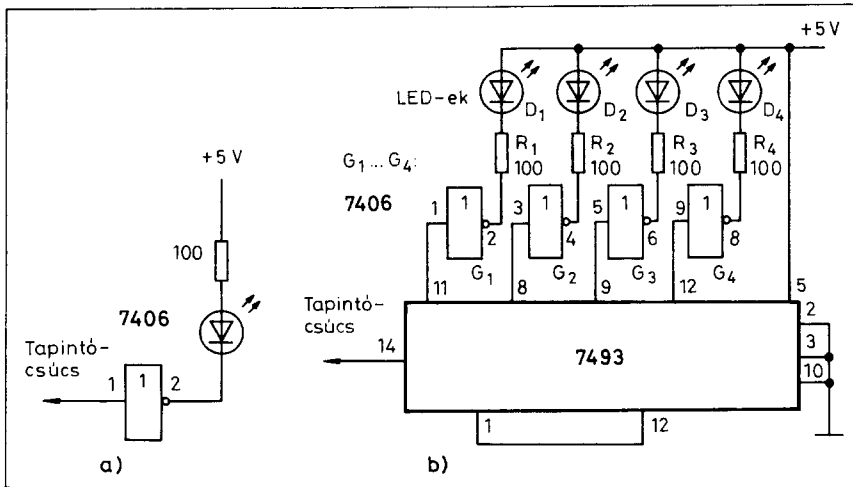 +5 V
100
7406
Tapintó-
csúcs
1
1
2
a)
+5 V
LED-ek
D₁
D₂
D₃
D₄
R₁
100
R₂
100
R₃
100
R₄
100
G₁...G₄:
7406
1
1
2
G₁
3
1
4
G₂
5
1
6
G₃
9
1
8
G₄
11
8
9
12
5
Tapintó-
csúcs
14
7493
2
3
10
1
12
b)